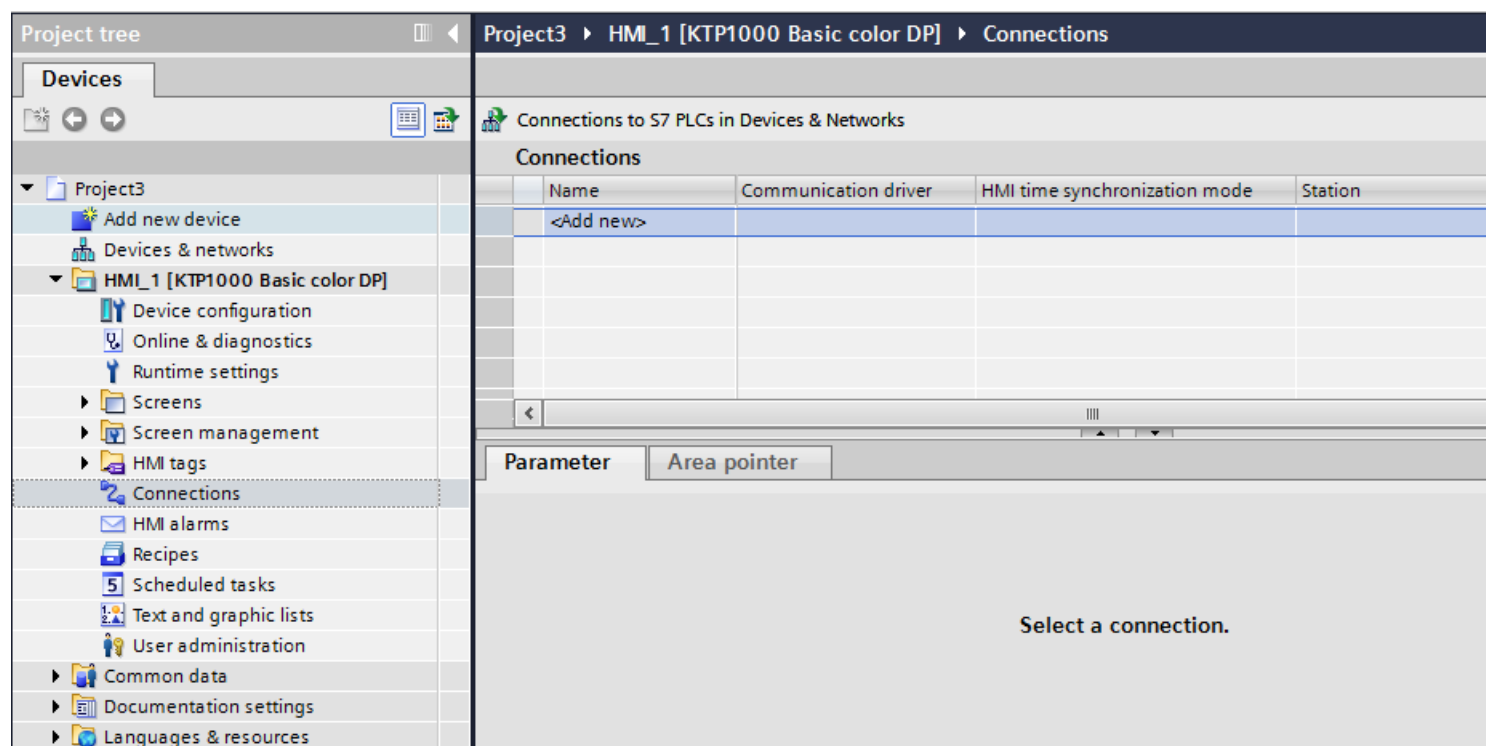 Project tree
Devices
Project3
Add new device
Devices & networks
HMI_1 [KTP1000 Basic color DP]
Device configuration
Online & diagnostics
Runtime settings
Screens
Screen management
HMI tags
Connections
HMI alarms
Recipes
Scheduled tasks
Text and graphic lists
User administration
Common data
Documentation settings
Languages & resources
Project3 HMI_1 [KTP1000 Basic color DP] Connections
Connections to S7 PLCs in Devices & Networks
Connections
Name Communication driver HMI time synchronization mode Station
<Add new>
Parameter Area pointer
Select a connection.